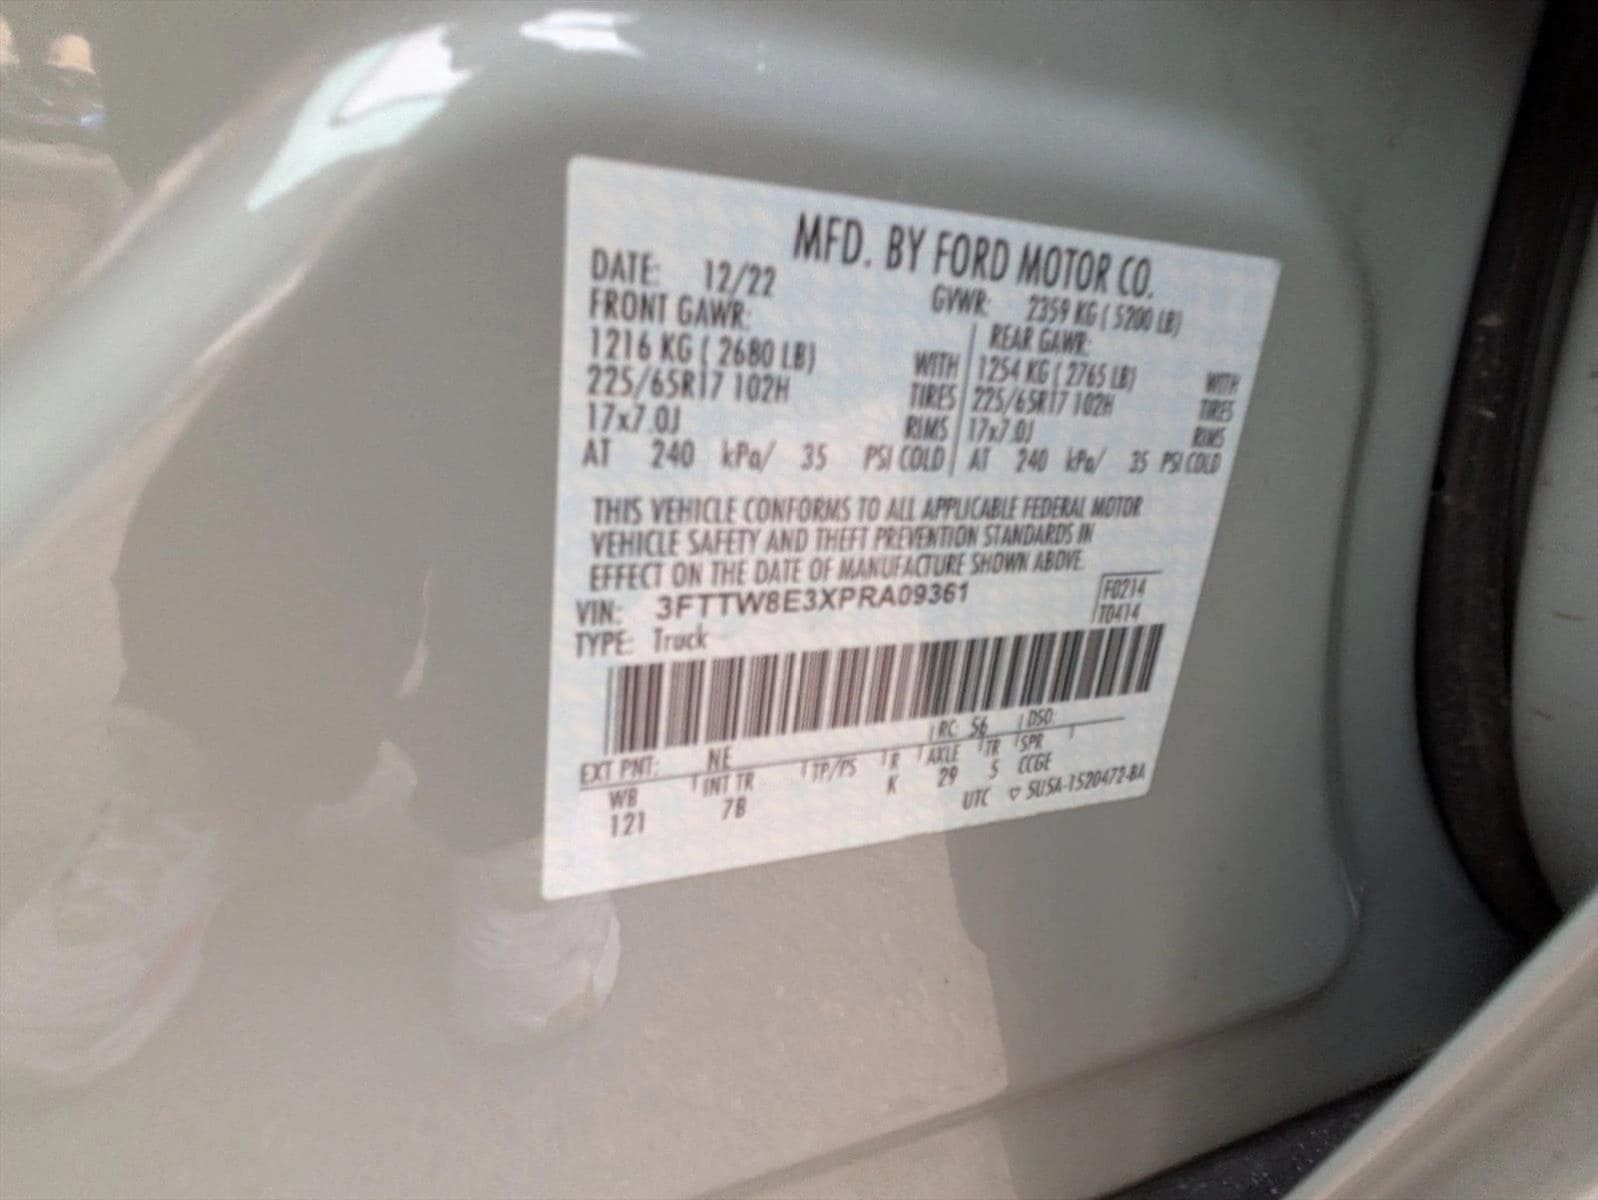 MFD. BY FORD MOTOR CO.
DATE: 12/22
GVWR: 2359 KG ( 5200 LB)
FRONT GAWR:
REAR GAWR:
1216 KG ( 2680 LB) WITH
1254 KG ( 2765 LB) WITH
225/65R17 102H TIRES
225/65R17 102H TIRES
17x7.0J RIMS
17x7.0J RIMS
AT 240 kPa/ 35 PSI COLD
AT 240 kPa/ 35 PSI COLD
THIS VEHICLE CONFORMS TO ALL APPLICABLE FEDERAL MOTOR
VEHICLE SAFETY AND THEFT PREVENTION STANDARDS IN
EFFECT ON THE DATE OF MANUFACTURE SHOWN ABOVE.
VIN: 3FTTW8E3XPRA09361
F0214
TYPE: Truck
T0414
EXT PNT: NE RC: 56 DSO:
WB INT TR TP/PS R AXLE TR SPR
121 7B K 29 5 CCGE
UTC ♡ 5U5A-1520472-BA